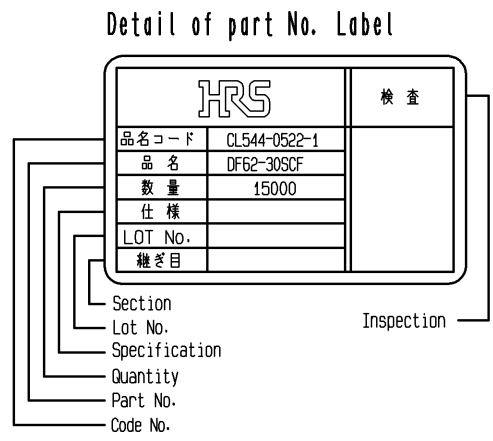 Detail of part No. Label
HRS
検 査
品名コード CL544-0522-1
品 名 DF62-30SCF
数 量 15000
仕 様
LOT No.
継ぎ目
Section
Lot No.
Inspection
Specification
Quantity
Part No.
Code No.